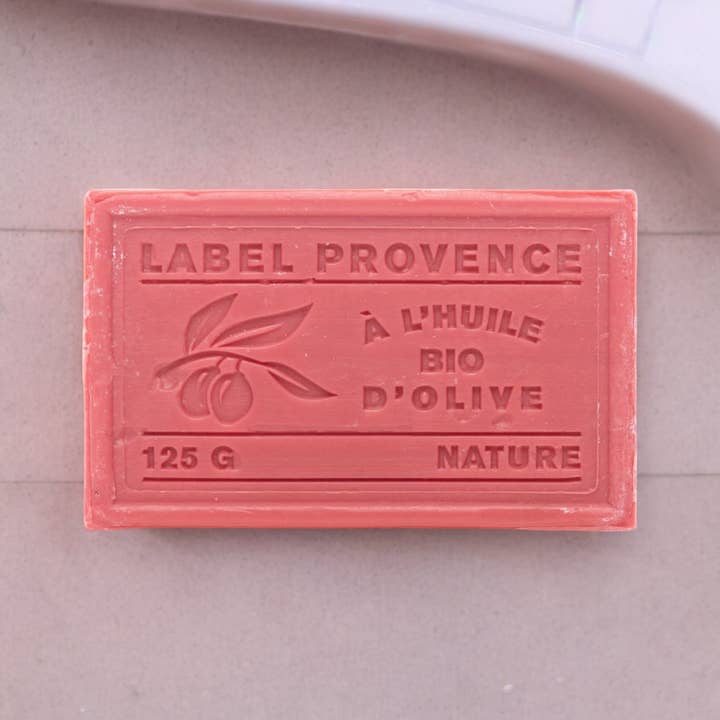 LABEL PROVENCE
À L'HUILE
BIO
D'OLIVE
125 G NATURE